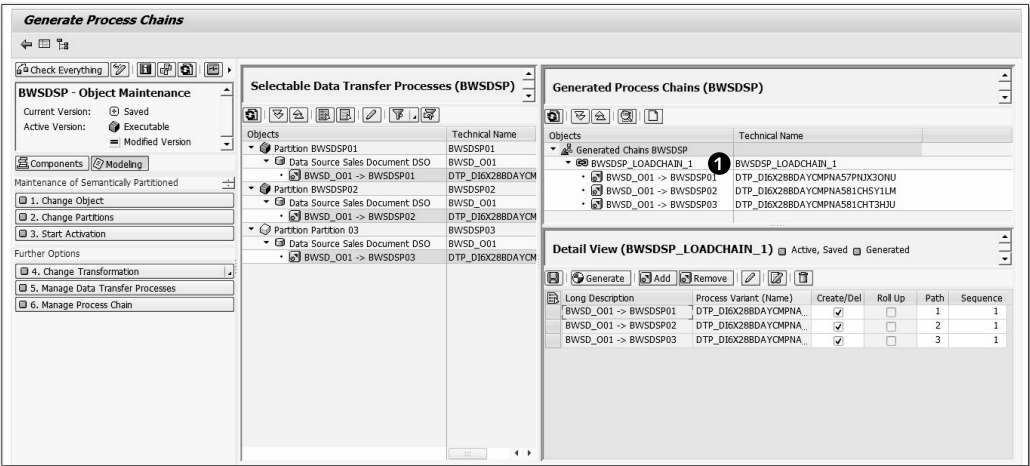 Generate Process Chains
Check Everything
BWSDSP - Object Maintenance
Current Version: Saved
Active Version: Executable
Modified Version
Components Modeling
Maintenance of Semantically Partitioned
1. Change Object
2. Change Partitions
3. Start Activation
Further Options
4. Change Transformation
5. Manage Data Transfer Processes
6. Manage Process Chain
Selectable Data Transfer Processes (BWSDSP)
Objects Technical Name
Partition BWSDSP01 BWSDSP01
Data Source Sales Document DSO BWSD_O01
BWSD_O01 -> BWSDSP01 DTP_DI6X28BDAYCM
Partition BWSDSP02 BWSDSP02
Data Source Sales Document DSO BWSD_O01
BWSD_O01 -> BWSDSP02 DTP_DI6X28BDAYCM
Partition Partition 03 BWSDSP03
Data Source Sales Document DSO BWSD_O01
BWSD_O01 -> BWSDSP03 DTP_DI6X28BDAYCM
Generated Process Chains (BWSDSP)
Objects Technical Name
Generated Chains BWSDSP
BWSDSP_LOADCHAIN_1 1 BWSDSP_LOADCHAIN_1
BWSD_O01 -> BWSDSP01 DTP_DI6X28BDAYCMPNA57PNJX3ONU
BWSD_O01 -> BWSDSP02 DTP_DI6X28BDAYCMPNA581CHSY1LM
BWSD_O01 -> BWSDSP03 DTP_DI6X28BDAYCMPNA581CHT3HJU
Detail View (BWSDSP_LOADCHAIN_1) Active, Saved Generated
Generate Add Remove
Long Description Process Variant (Name) Create/Del Roll Up Path Sequence
BWSD_O01 -> BWSDSP01 DTP_DI6X28BDAYCMPNA... 1 1
BWSD_O01 -> BWSDSP02 DTP_DI6X28BDAYCMPNA... 2 1
BWSD_O01 -> BWSDSP03 DTP_DI6X28BDAYCMPNA... 3 1